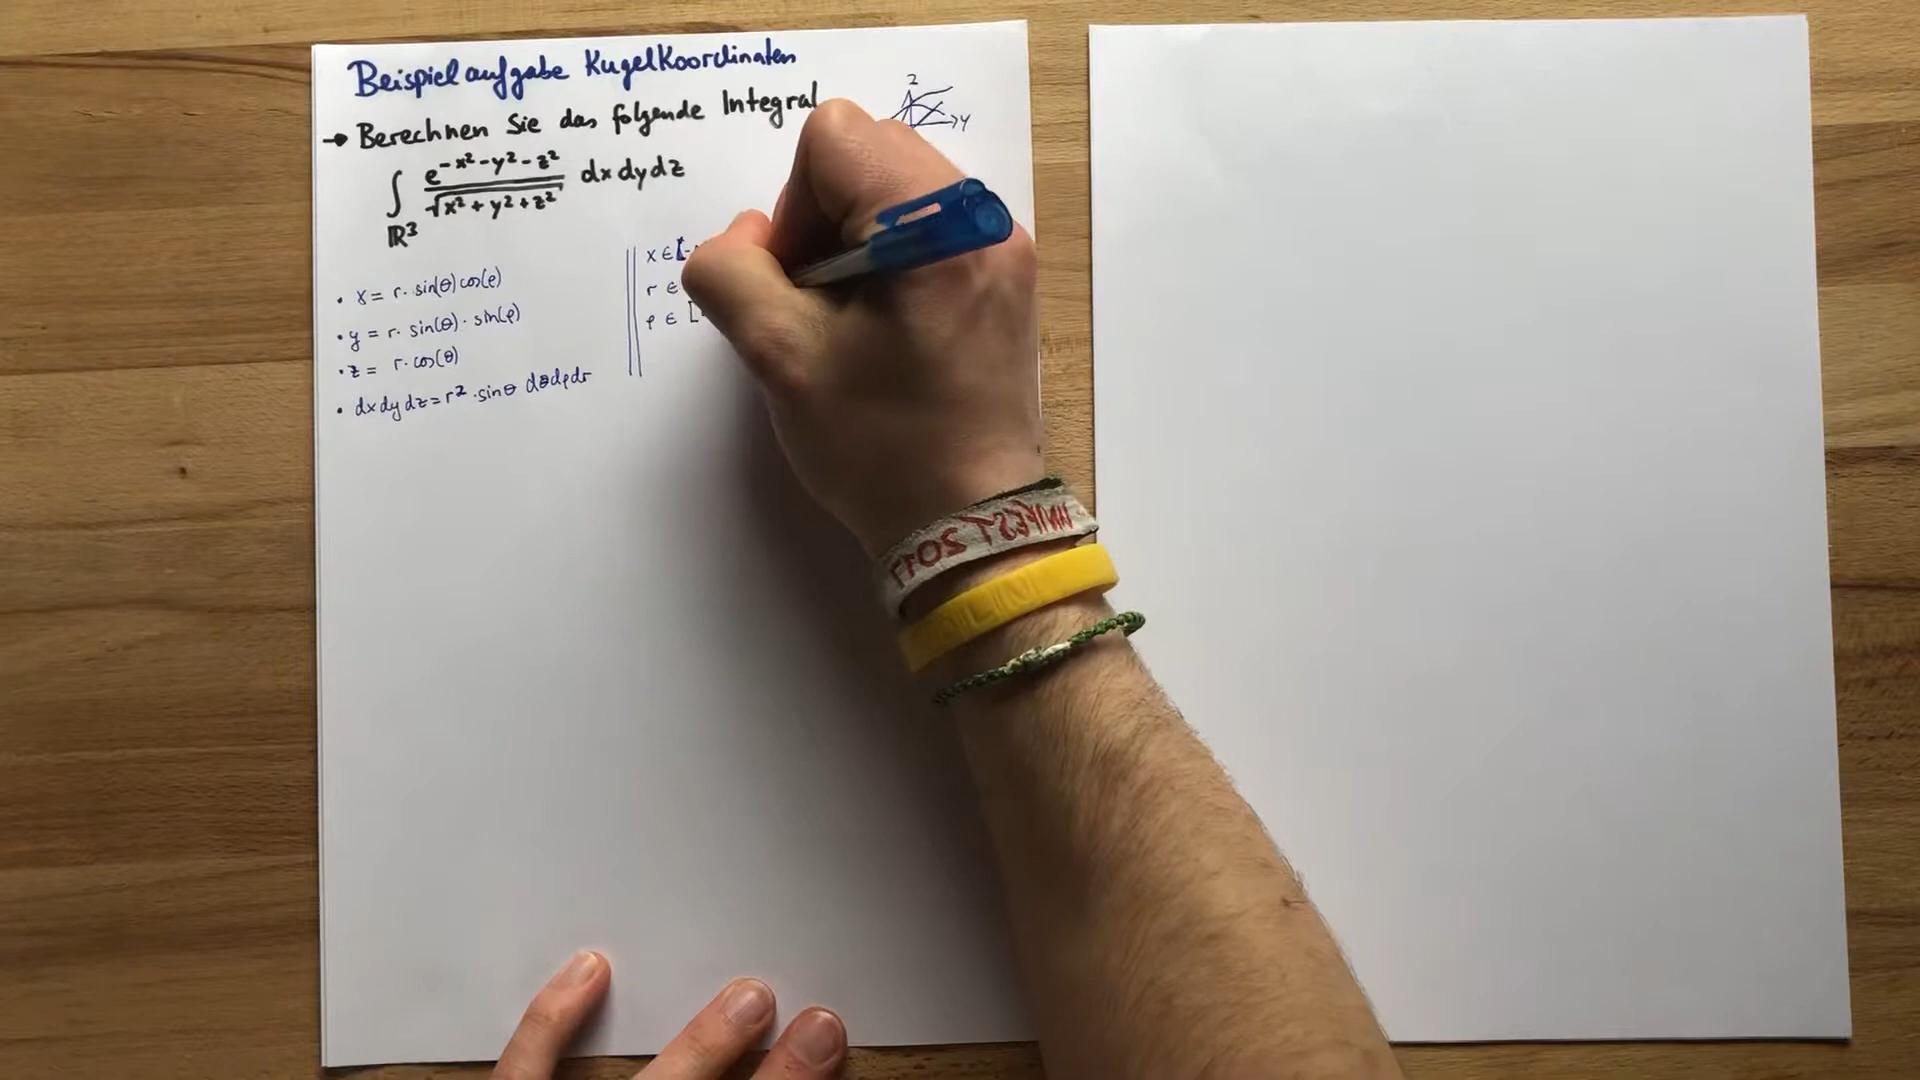 Beispielaufgabe Kugelkoordinaten
→ Berechnen Sie das folgende Integral
∫ e^-x²-y²-z² / √x²+y²+z² dx dy dz
ℝ³
z
y
• x = r · sin(θ) cos(φ)
• y = r · sin(θ) · sin(φ)
• z = r · cos(θ)
• dx dy dz = r² · sinθ dθ dφ dr
x ∈ [-
r ∈
φ ∈ [
UNIFEST 2017